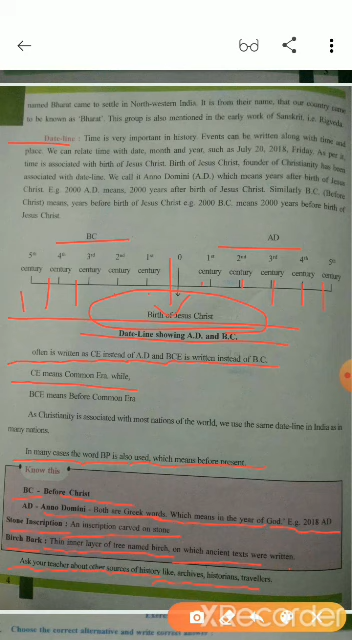 named Bharat came to settle in North-western India. It is from their name, that our country came
to be known as 'Bharat'. This group is also mentioned in the early work of Sanskrit, i.e. Rigveda.
Date-line : Time is very important in history. Events can be written along with time and
place. We can relate time with date, month and year, such as July 20, 2018, Friday. As per it,
time is associated with birth of Jesus Christ. Birth of Jesus Christ, founder of Christianity has been
associated with date-line. We call it Anno Domini (A.D.) which means years after birth of Jesus
Christ. E.g. 2000 A.D. means, 2000 years after birth of Christ. Similarly B.C. (Before
Christ) means, years before birth of Jesus Christ e.g. 2000 B.C. means 2000 years before birth of
Jesus Christ
BC AD
5th 4th 3rd 2nd 1st 0 1st 2nd 3rd 4th 5th
century century century century century century century century century century
Birth of Jesus Christ
Date-Line showing A.D. and B.C.
often is written as CE instead of A.D and BCE is written instead of B.C.
CE means Common Era. while,
BCE means Before Common Era
As Christianity is associated with most nations of the world, we use the same date-line in India as in
many nations.
In many cases the word BP is also used, which means before present.
Know this
BC - Before Christ
AD - Anno Domini - Both are Greek words. Which means in the year of God.' E.g. 2018 AD
Stone Inscription : An inscription carved on stone
Birch Bark : Thin inner layer of tree named birch, on which ancient texts were written.
Ask your teacher about other sources of history like, archives, historians, travellers.
4
XRECORDER
Choose the correct alternative and write correct answer :